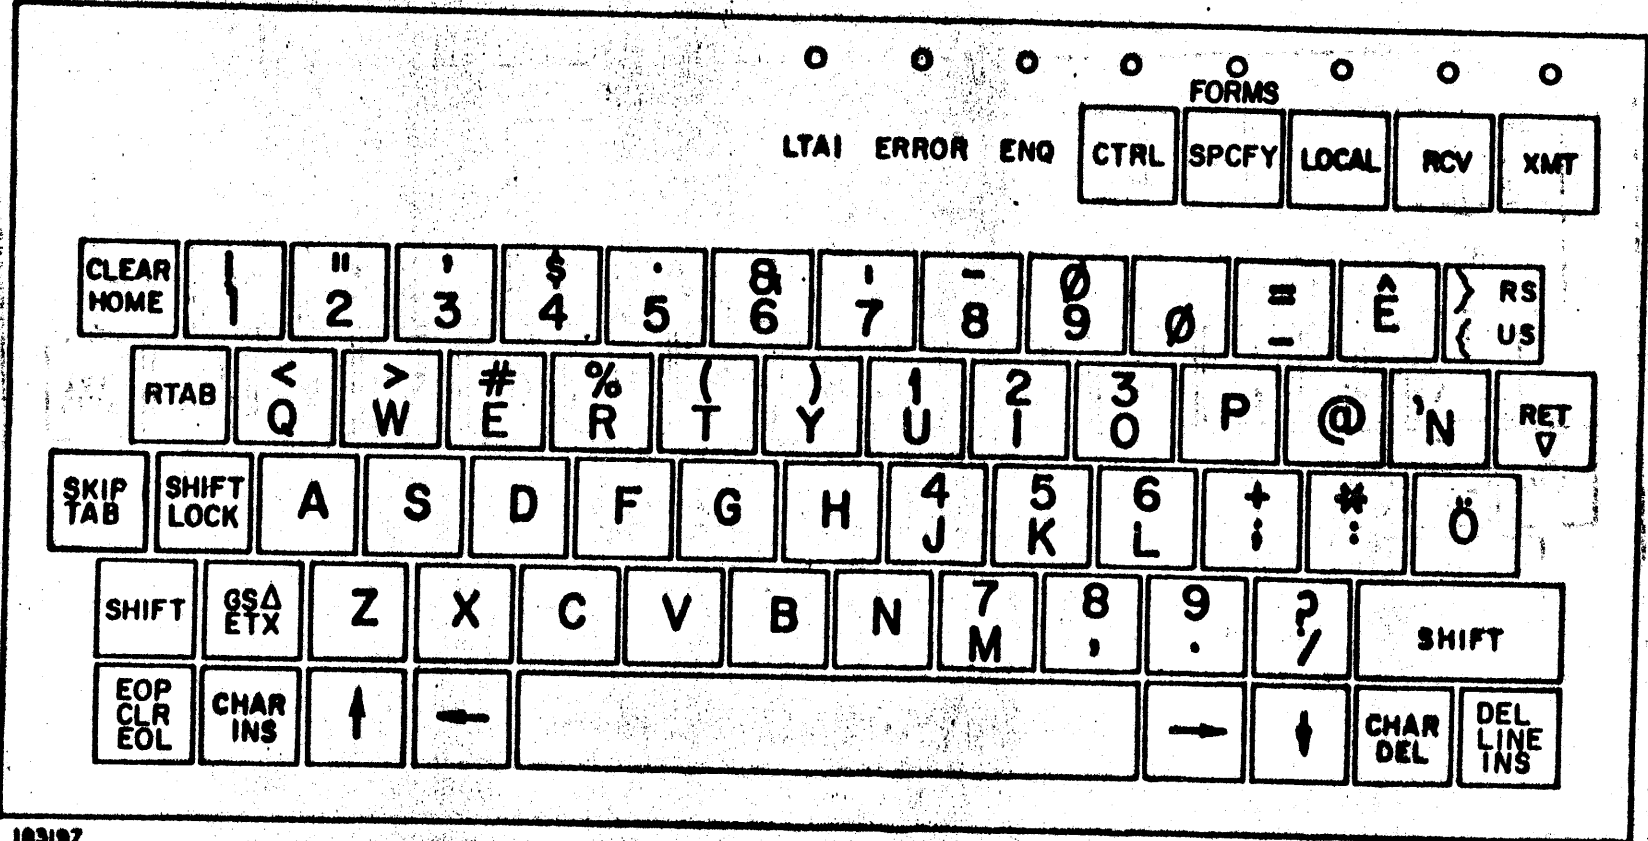 FORMS
LTAI ERROR ENQ CTRL SPCFY LOCAL RCV XMT
CLEAR | " ' $ · & ' - Ø = Ê } RS
HOME 1 2 3 4 5 6 7 8 9 Ø - { US
RTAB < > # % ( ) 1 2 3 P @ 'N RET
Q W E R T Y U I O ▽
SKIP SHIFT A S D F G H 4 5 6 + * Ö
TAB LOCK J K L ; :
SHIFT GS△ Z X C V B N 7 8 9 ? SHIFT
ETX M , . /
EOP CHAR ↑ ← → ↓ CHAR DEL
CLR INS DEL LINE
EOL INS
103197